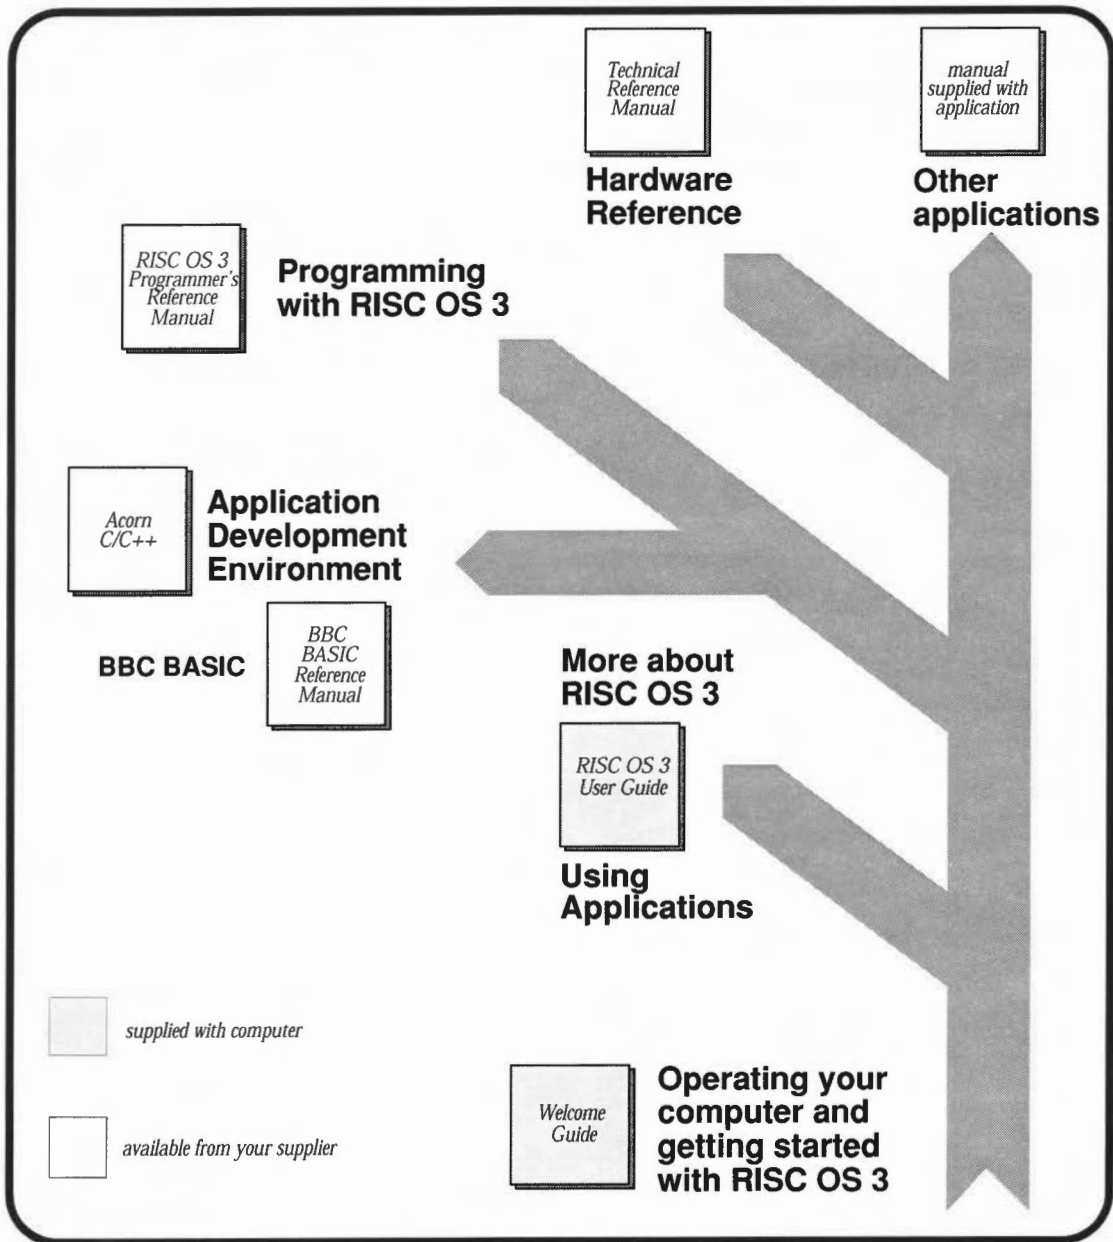 Technical
Reference
Manual
Hardware
Reference
manual
supplied with
application
Other
applications
RISC OS 3
Programmer's
Reference
Manual
Programming
with RISC OS 3
Acorn
C/C++
Application
Development
Environment
BBC BASIC
BBC
BASIC
Reference
Manual
More about
RISC OS 3
RISC OS 3
User Guide
Using
Applications
supplied with computer
available from your supplier
Welcome
Guide
Operating your
computer and
getting started
with RISC OS 3